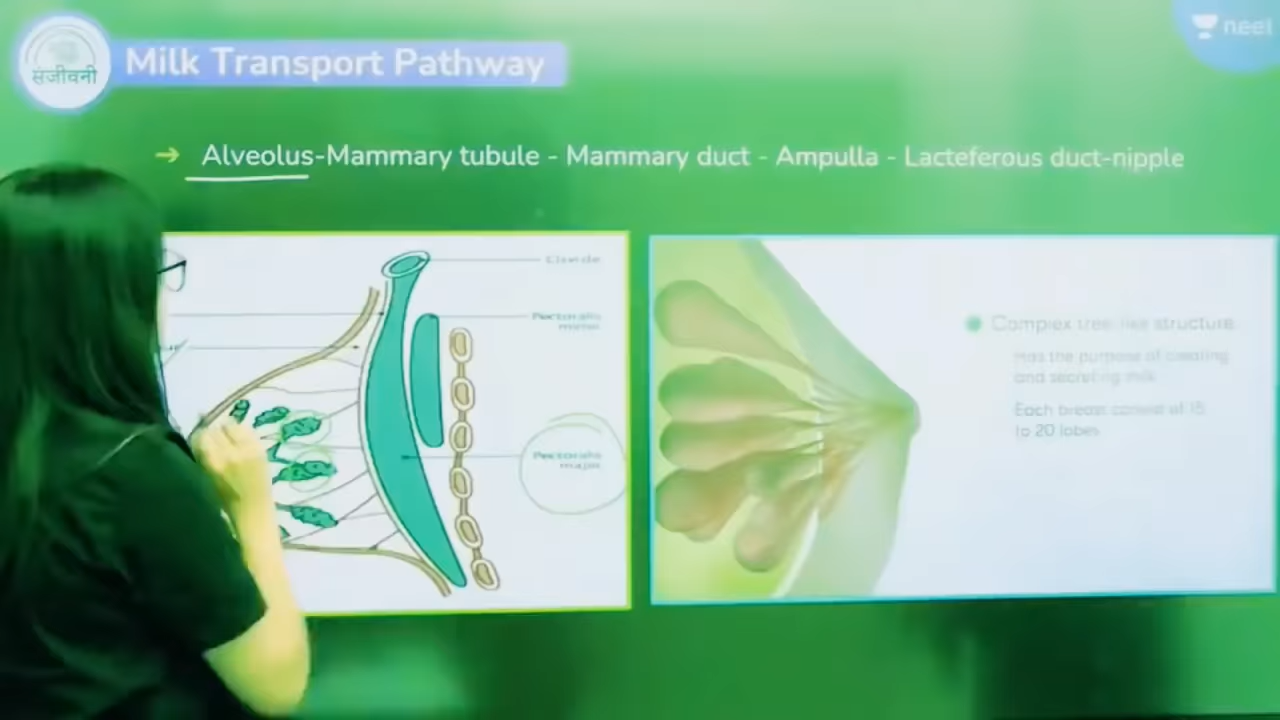 संजीवनी
Milk Transport Pathway
neet
→ Alveolus-Mammary tubule - Mammary duct - Ampulla - Lacteferous duct-nipple
Clavicle
Pectoralis
minor
Pectoralis
major
Complex tree-like structure
Has the purpose of creating
and secreting milk
Each breast consist of 15
to 20 lobes